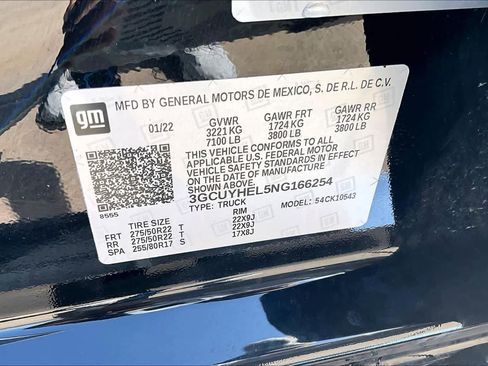 gm
MFD BY GENERAL MOTORS DE MEXICO, S. DE R.L. DE C.V.
01/22 GVWR GAWR FRT GAWR RR
3221 KG 1724 KG 1724 KG
7100 LB 3800 LB 3800 LB
THIS VEHICLE CONFORMS TO ALL APPLICABLE U.S. FEDERAL MOTOR
VEHICLE SAFETY STANDARDS IN EFFECT ON THE DATE OF
MANUFACTURE SHOWN ABOVE.
3GCUYHEL5NG166254
TYPE: TRUCK MODEL: 54CK10543
8555
TIRE SIZE RIM
FRT 275/50R22 T 22X9J
RR 275/50R22 T 22X9J
SPA 255/80R17 S 17X8J